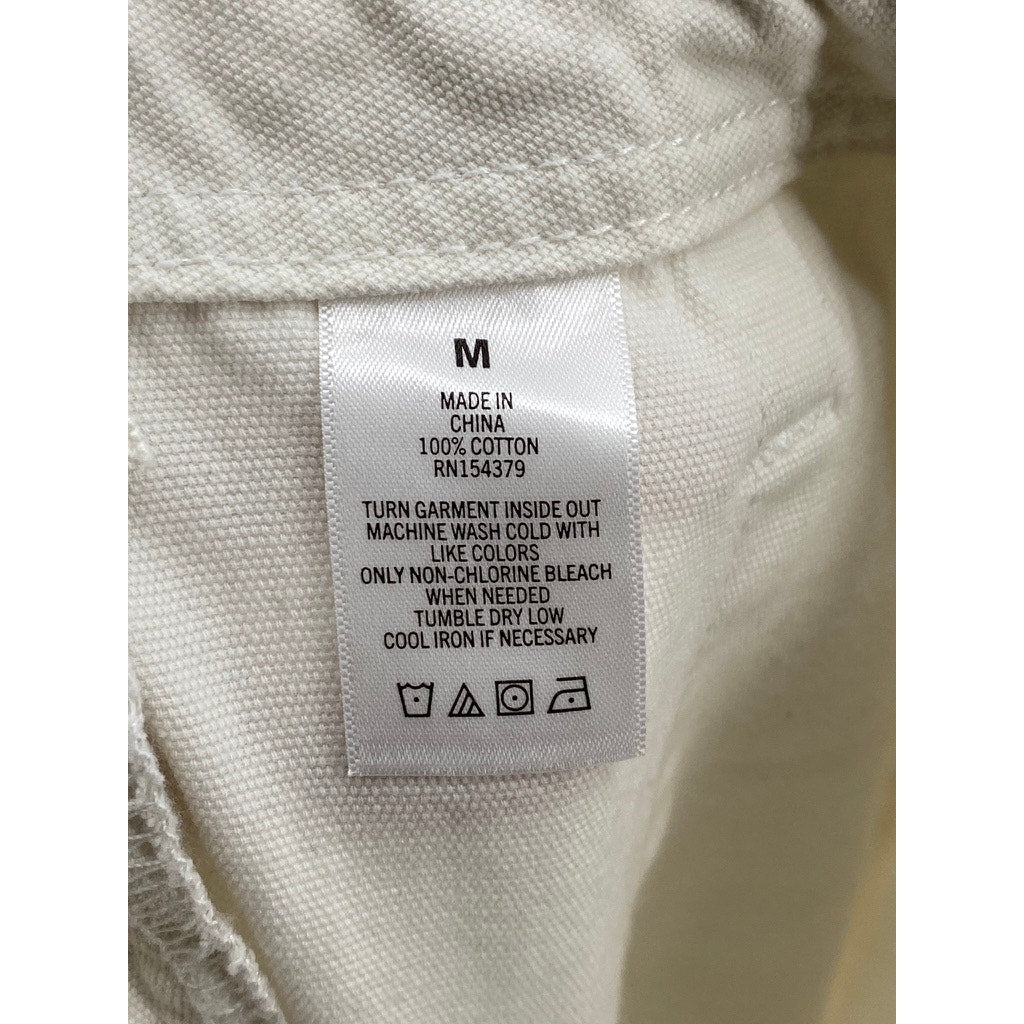 M
MADE IN
CHINA
100% COTTON
RN154379
TURN GARMENT INSIDE OUT
MACHINE WASH COLD WITH
LIKE COLORS
ONLY NON-CHLORINE BLEACH
WHEN NEEDED
TUMBLE DRY LOW
COOL IRON IF NECESSARY